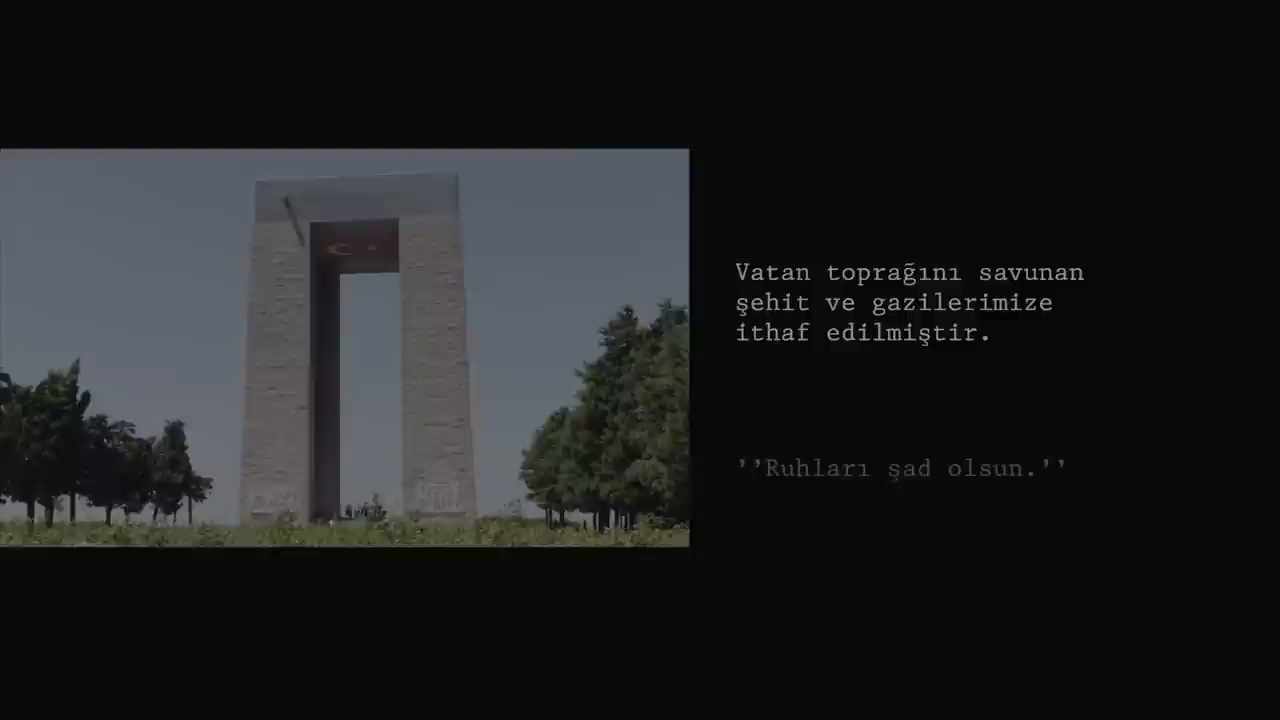 Vatan toprağını savunan
şehit ve gazilerimize
ithaf edilmiştir.
''Ruhları şad olsun.''